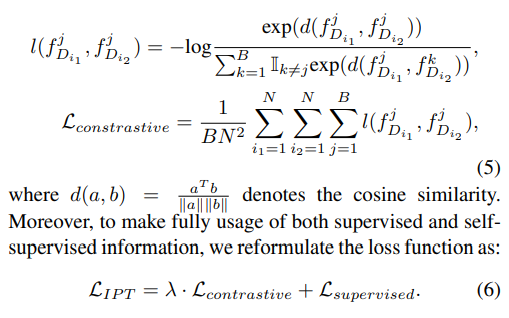 l(f^j_{D_{i_1}}, f^j_{D_{i_2}}) = -log \frac{exp(d(f^j_{D_{i_1}}, f^j_{D_{i_2}}))}{\sum_{k=1}^{B} \mathbb{I}_{k \neq j} exp(d(f^j_{D_{i_1}}, f^k_{D_{i_2}}))},
\mathcal{L}_{constrastive} = \frac{1}{BN^2} \sum_{i_1=1}^{N} \sum_{i_2=1}^{N} \sum_{j=1}^{B} l(f^j_{D_{i_1}}, f^j_{D_{i_2}}),
(5)
where d(a, b) = \frac{a^T b}{\|a\|\|b\|} denotes the cosine similarity.
Moreover, to make fully usage of both supervised and self-
supervised information, we reformulate the loss function as:
\mathcal{L}_{IPT} = λ · \mathcal{L}_{contrastive} + \mathcal{L}_{supervised}. (6)